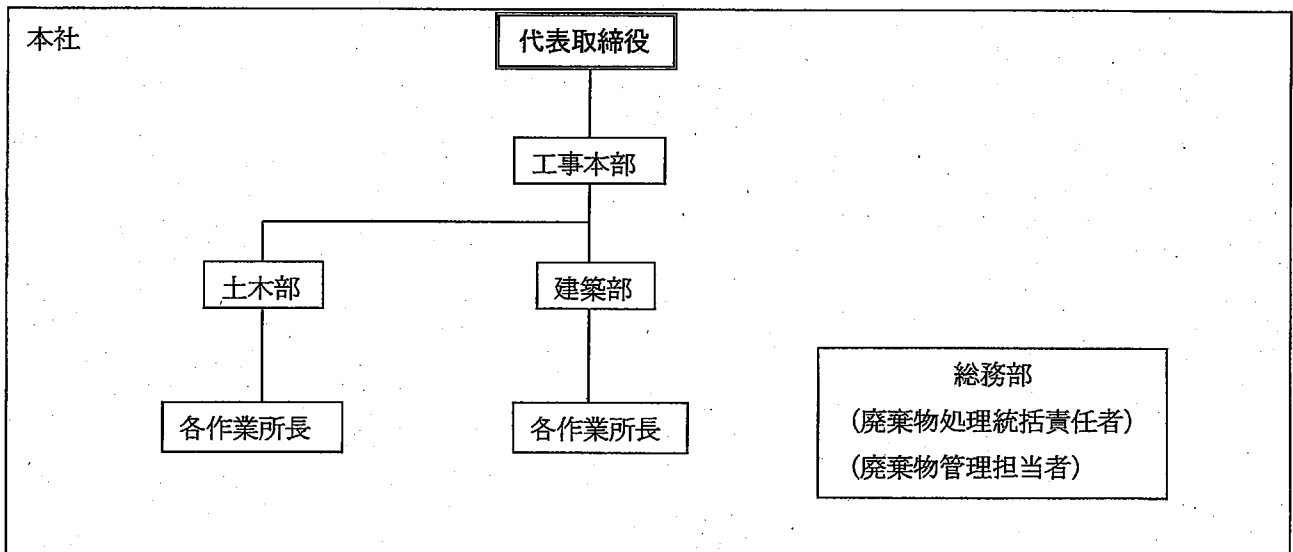 本社
代表取締役
工事本部
土木部
建築部
各作業所長
各作業所長
総務部
(廃棄物処理統括責任者)
(廃棄物管理担当者)